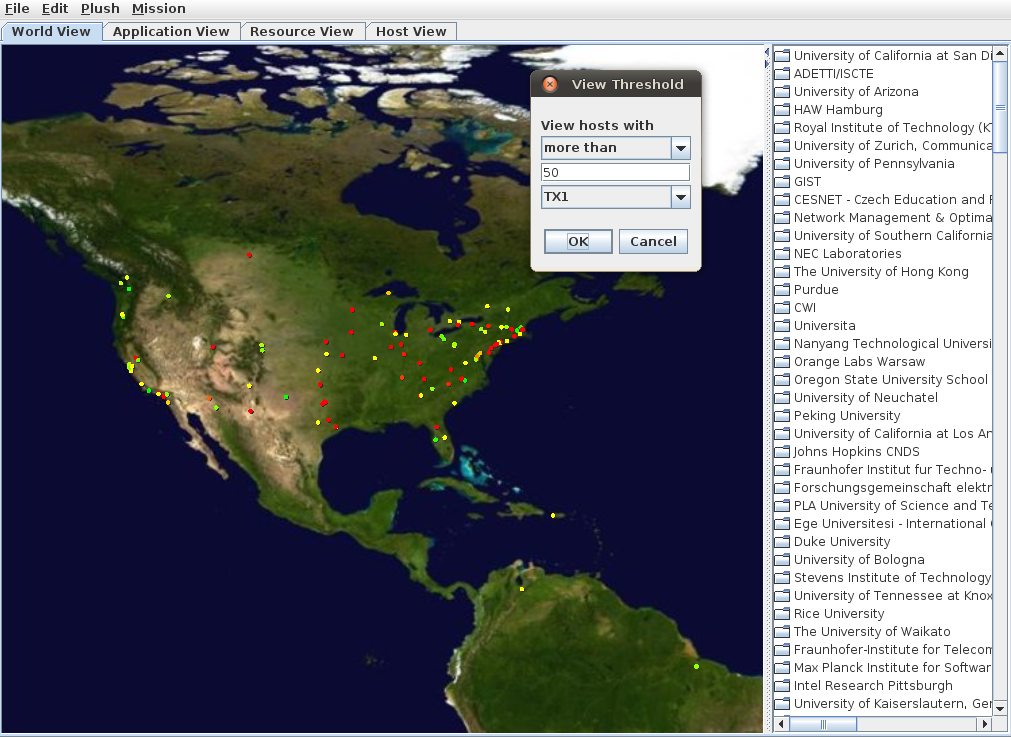 File Edit Plush Mission
World View Application View Resource View Host View
View Threshold
View hosts with
more than
50
TX1
OK Cancel
University of California at San Di
ADETTI/ISCTE
University of Arizona
HAW Hamburg
Royal Institute of Technology (K
University of Zurich, Communica
University of Pennsylvania
GIST
CESNET - Czech Education and
Network Management & Optima
University of Southern California
NEC Laboratories
The University of Hong Kong
Purdue
CWI
Universita
Nanyang Technological Universi
Orange Labs Warsaw
Oregon State University School
University of Neuchatel
Peking University
University of California at Los An
Johns Hopkins CNDS
Fraunhofer Institut fur Techno-
Forschungsgemeinschaft elektr
PLA University of Science and Te
Ege Universitesi - International
Duke University
University of Bologna
Stevens Institute of Technology
University of Tennessee at Knox
Rice University
The University of Waikato
Fraunhofer-Institute for Telecom
Max Planck Institute for Softwar
Intel Research Pittsburgh
University of Kaiserslautern, Ger